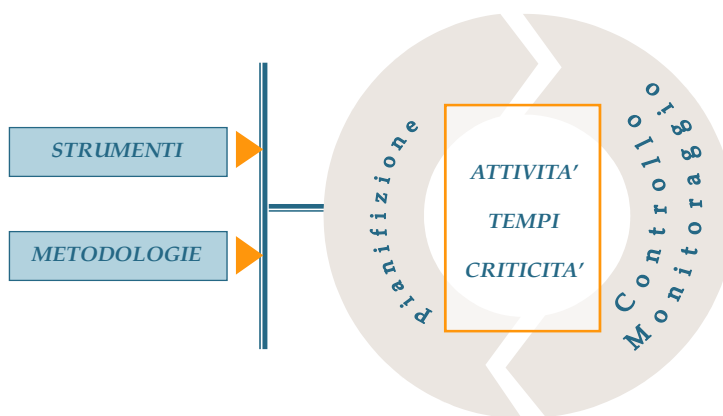 STRUMENTI
METODOLOGIE
Pianifizione
ATTIVITA'
TEMPI
CRITICITA'
Controllo
Monitoraggio